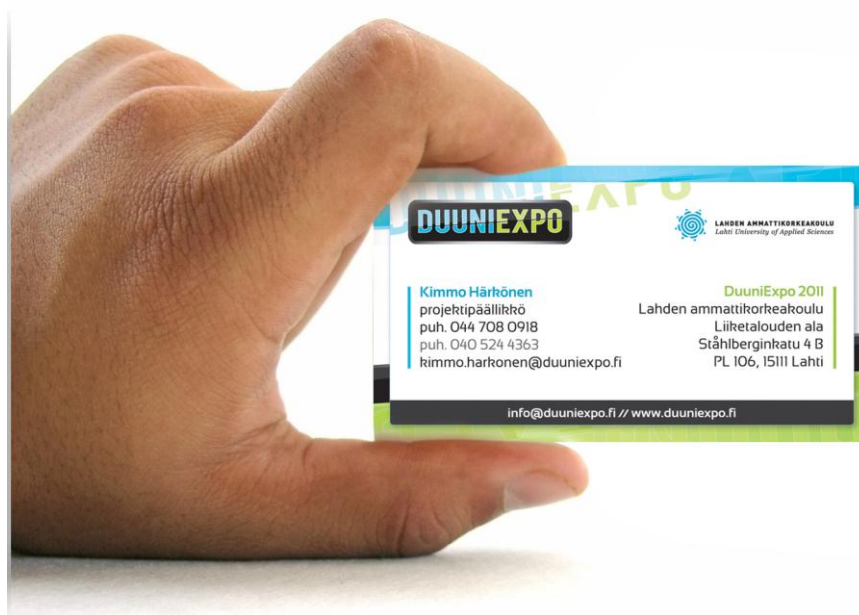 DUUNIEXPO
DUUNIEXPO
LAHDEN AMMATTIKORKEAKOULU
Lahti University of Applied Sciences
Kimmo Härkönen
projektipäällikkö
puh. 044 708 0918
puh. 040 524 4363
kimmo.harkonen@duuniexpo.fi
DuuniExpo 2011
Lahden ammattikorkeakoulu
Liiketalouden ala
Ståhlberginkatu 4 B
PL 106, 15111 Lahti
info@duuniexpo.fi // www.duuniexpo.fi